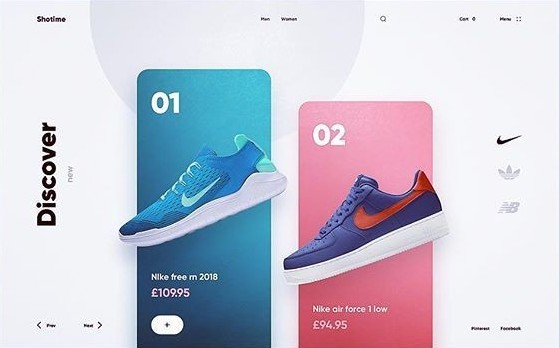 Shotime
Men Women
Cart 0
Menu
01
02
Discover
new
NIke free rn 2018
£109.95
+
Nike air force 1 low
£94.95
Prev
Next
Pinterest
Facebook
NB